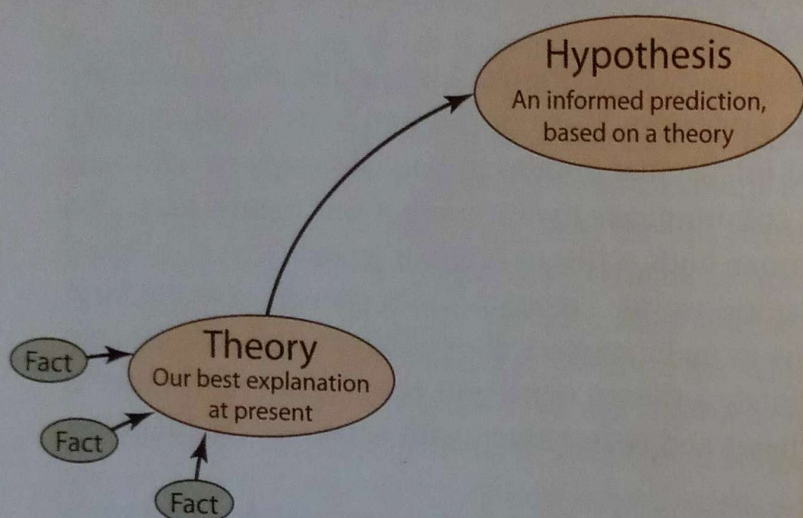 Hypothesis
An informed prediction,
based on a theory
Theory
Our best explanation
at present
Fact
Fact
Fact